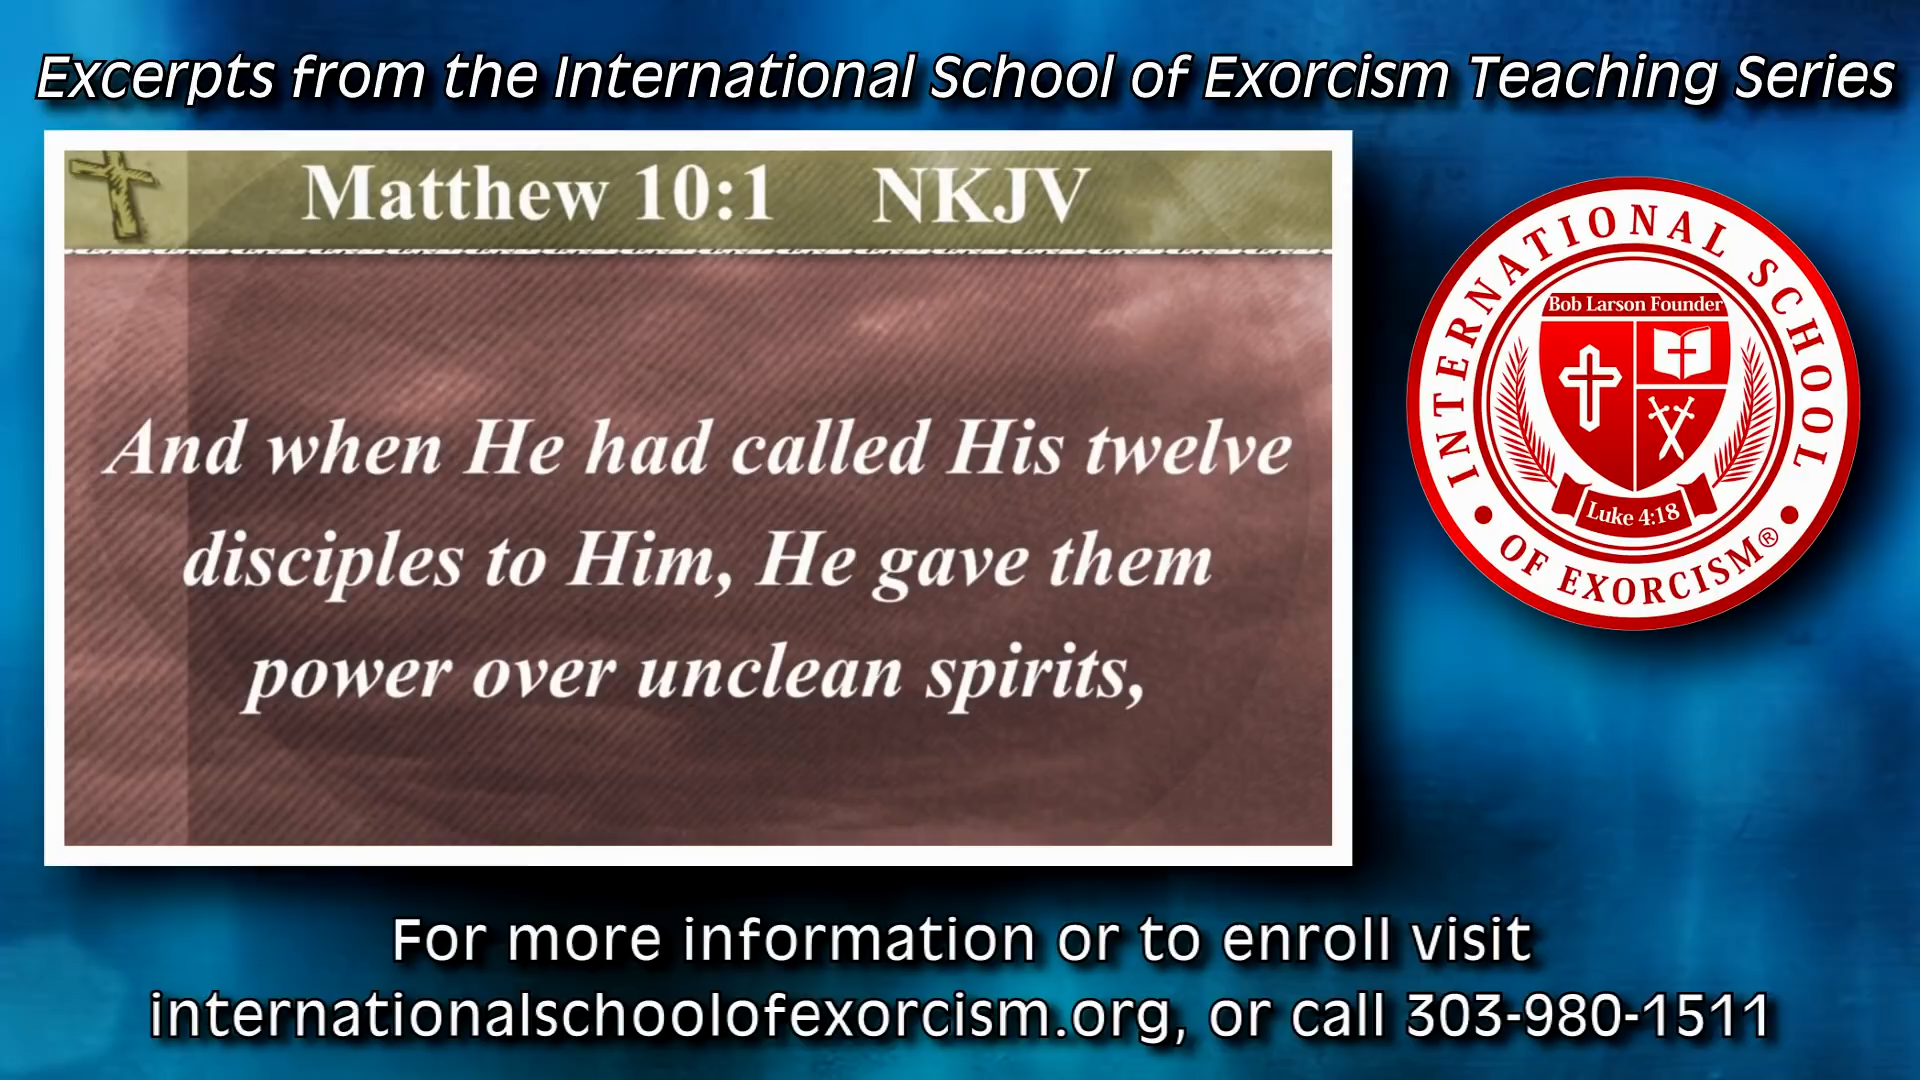 Excerpts from the International School of Exorcism Teaching Series
Matthew 10:1 NKJV
And when He had called His twelve
disciples to Him, He gave them
power over unclean spirits,
INTERNATIONAL SCHOOL
Bob Larson Founder
Luke 4:18
OF EXORCISM®
For more information or to enroll visit
internationalschoolofexorcism.org, or call 303-980-1511